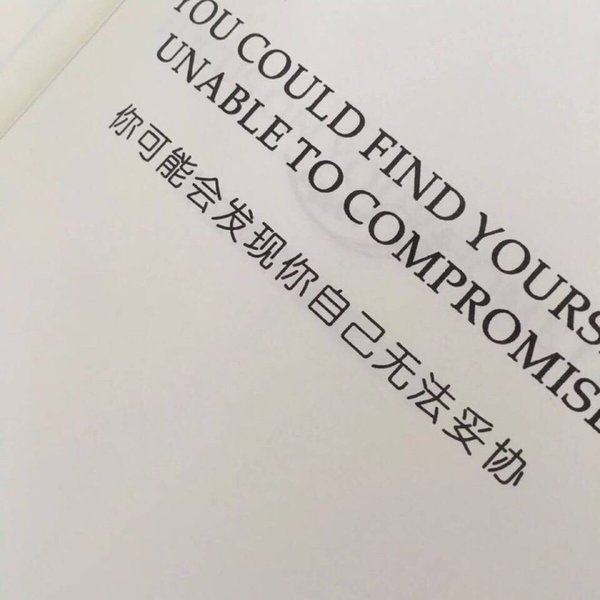 YOU COULD FIND YOURS
UNABLE TO COMPROMISE
你可能会发现你自己无法妥协